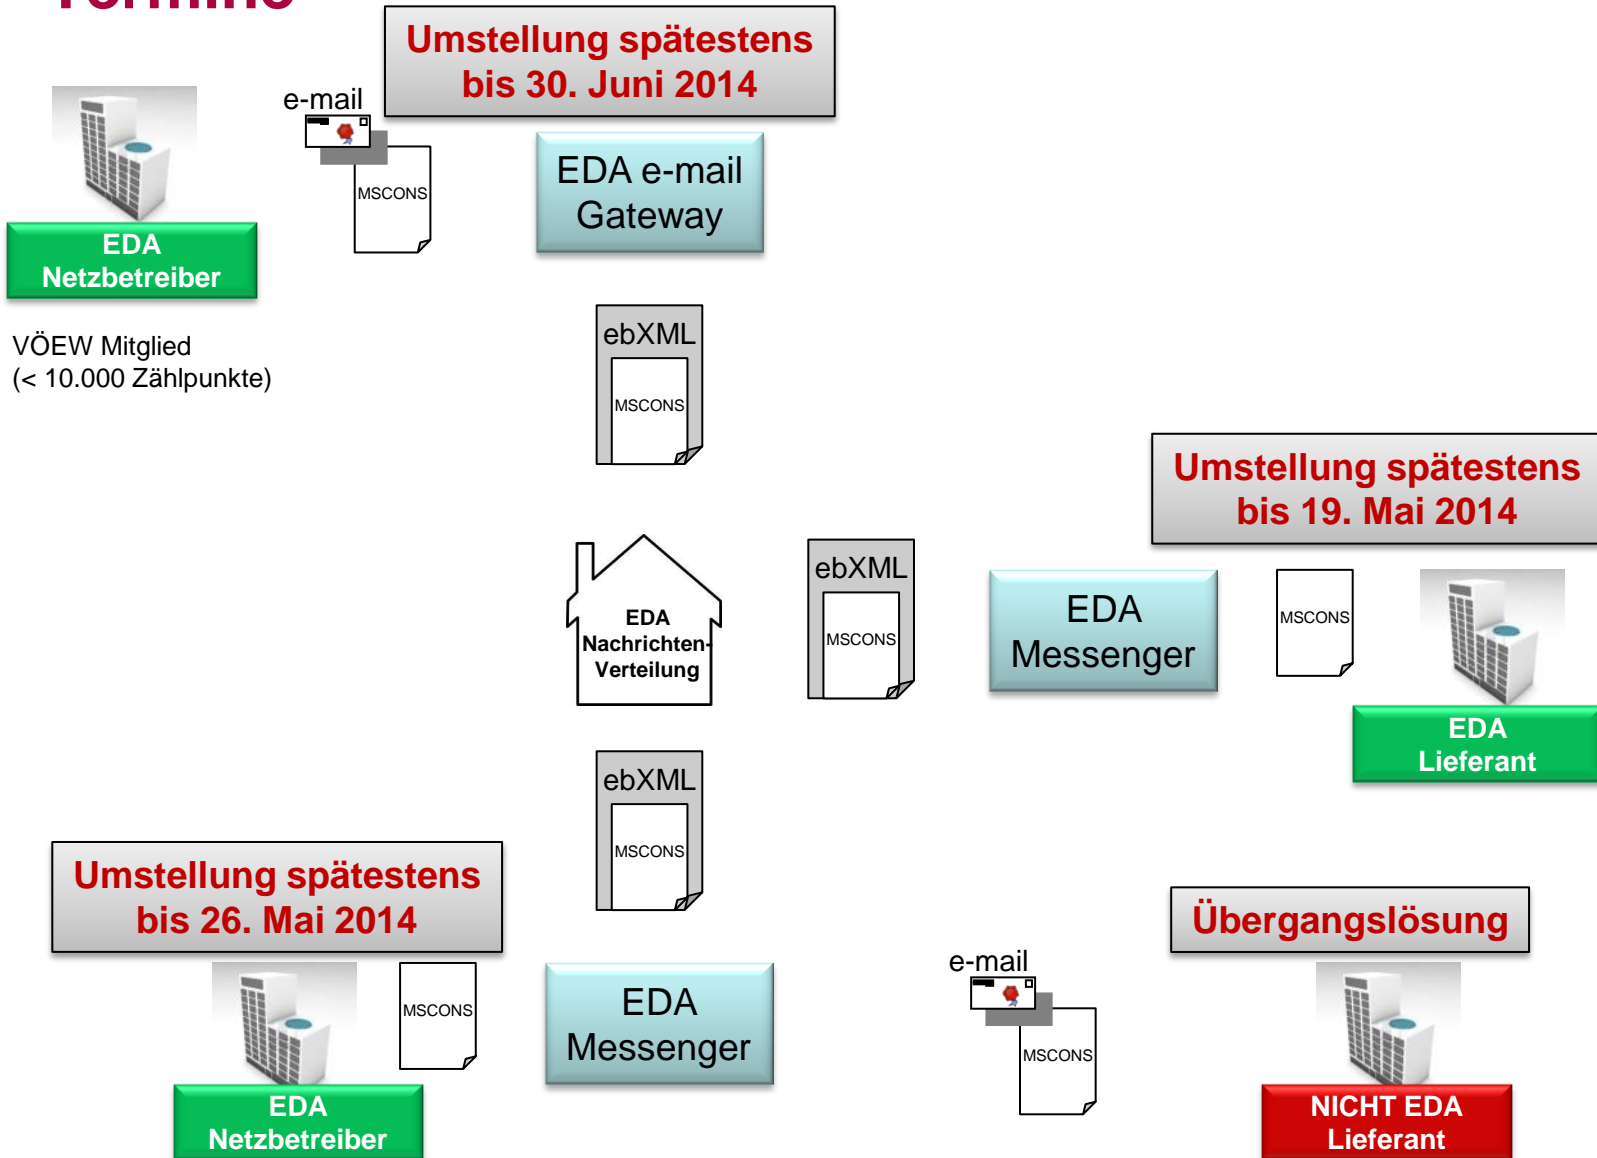 Termine
Umstellung spätestens
bis 30. Juni 2014
e-mail
MSCONS
EDA e-mail
Gateway
EDA
Netzbetreiber
VÖEW Mitglied
(< 10.000 Zählpunkte)
ebXML
MSCONS
Umstellung spätestens
bis 19. Mai 2014
EDA
Nachrichten-
Verteilung
ebXML
MSCONS
EDA
Messenger
MSCONS
EDA
Lieferant
ebXML
MSCONS
Umstellung spätestens
bis 26. Mai 2014
MSCONS
EDA
Netzbetreiber
EDA
Messenger
e-mail
MSCONS
Übergangslösung
NICHT EDA
Lieferant